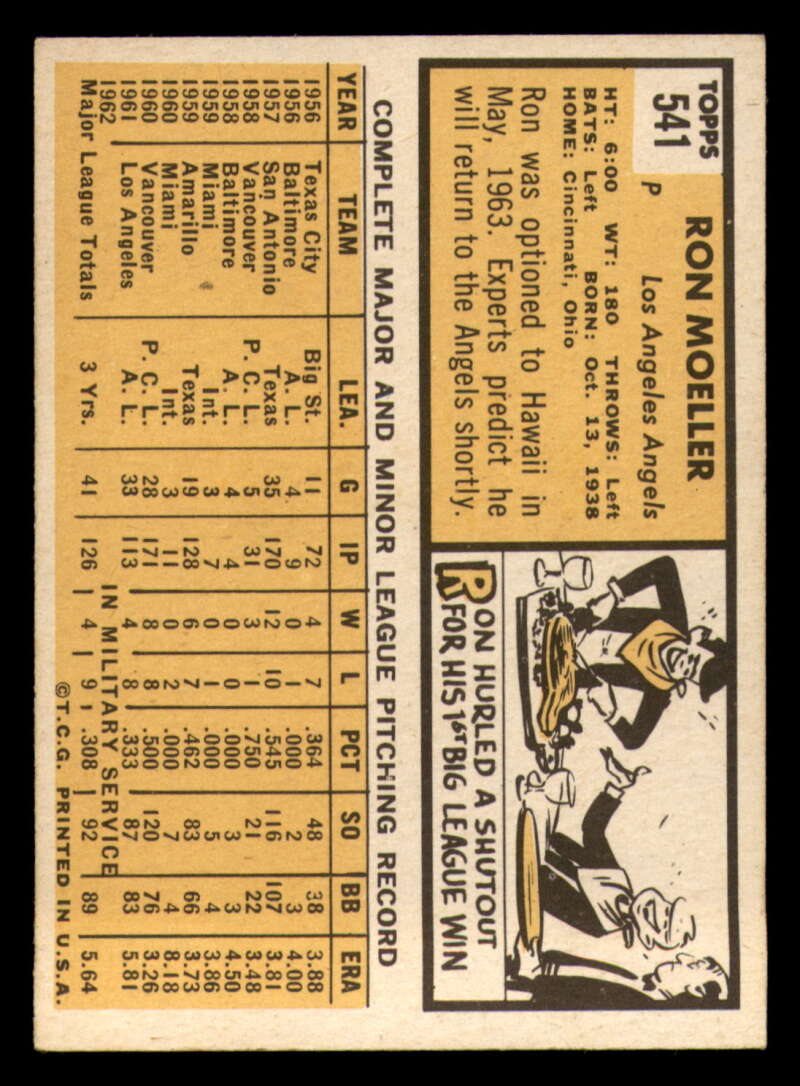 TOPPS
541
RON MOELLER
P Los Angeles Angels
HT: 6:00 WT: 180 THROWS: Left
BATS: Left BORN: Oct. 13, 1938
HOME: Cincinnati, Ohio
Ron was optioned to Hawaii in
May, 1963. Experts predict he
will return to the Angels shortly.
RON HURLED A SHUTOUT
FOR HIS 1ST BIG LEAGUE WIN
COMPLETE MAJOR AND MINOR LEAGUE PITCHING RECORD
YEAR TEAM LEA. G IP W L PCT SO BB ERA
1956 Texas City Big St. 11 72 4 7 .364 48 38 3.88
1956 Baltimore A. L. 4 9 0 1 .000 2 3 4.00
1957 San Antonio Texas 35 170 12 10 .545 116 107 3.81
1958 Vancouver P. C. L. 5 31 3 1 .750 21 22 3.48
1958 Baltimore A. L. 4 4 0 0 .000 3 3 4.50
1959 Miami Int. 3 7 0 1 .000 5 4 3.86
1959 Amarillo Texas 19 128 6 7 .462 83 66 3.73
1960 Miami Int. 3 11 0 2 .000 7 4 8.18
1960 Vancouver P. C. L. 28 171 8 8 .500 120 76 3.26
1961 Los Angeles A. L. 33 113 4 8 .333 87 83 5.81
1962 IN MILITARY SERVICE
Major League Totals 3 Yrs. 41 126 4 9 .308 92 89 5.64
©T.C.G. PRINTED IN U.S.A.